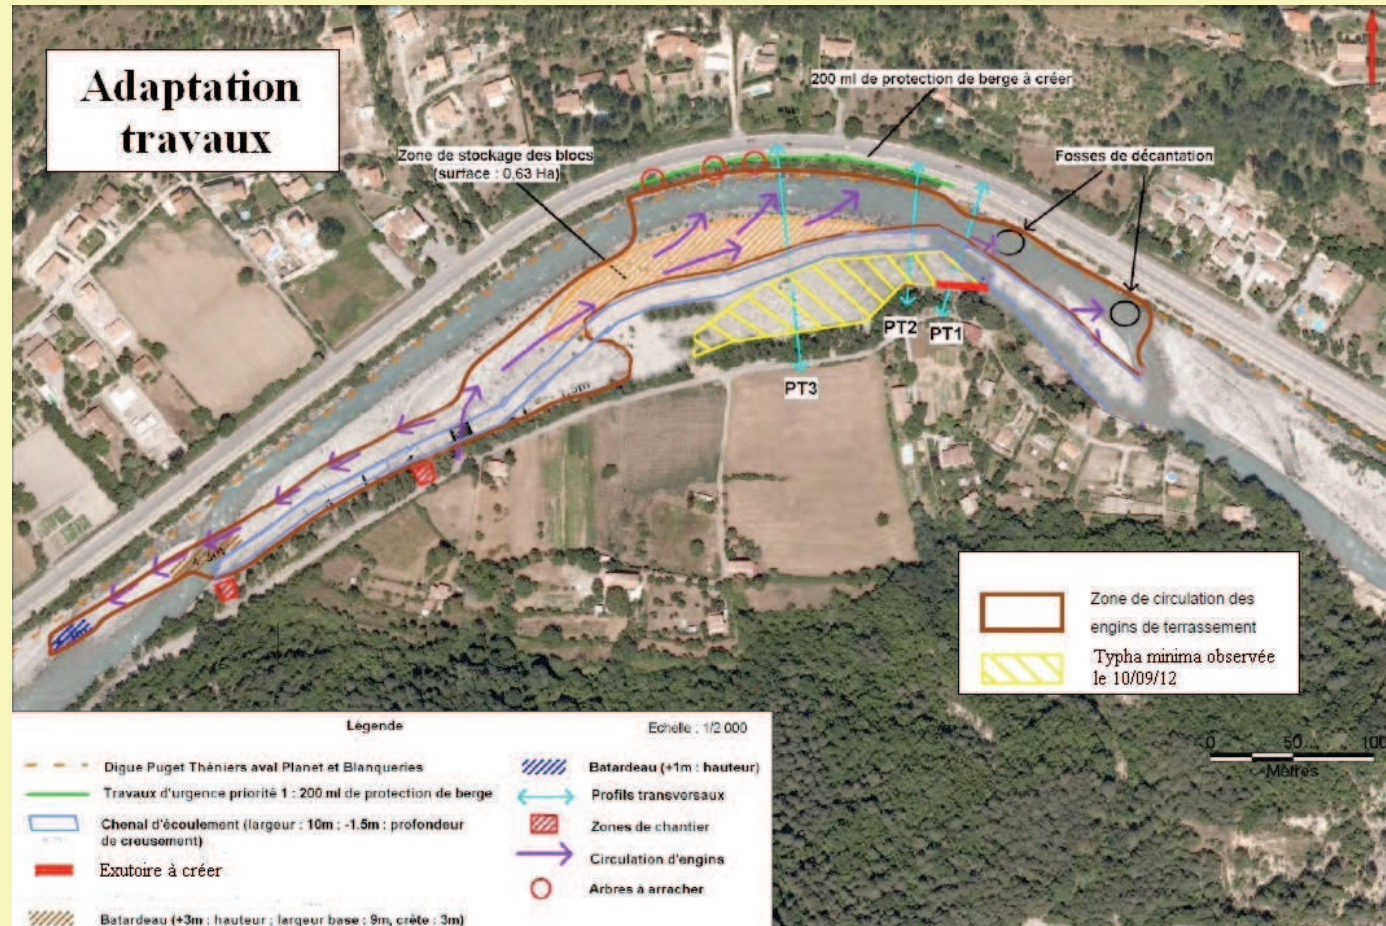 Adaptation
travaux
200 ml de protection de berge à créer
Zone de stockage des blocs
(surface : 0,63 Ha)
Fosses de décantation
PT2
PT1
PT3
Zone de circulation des
engins de terrassement
Typha minima observée
le 10/09/12
0 50 100
Mètres
Légende
Echelle : 1/2 000
Digue Puget Théniers aval Planet et Blanqueries
Travaux d'urgence priorité 1 : 200 ml de protection de berge
Chenal d'écoulement (largeur : 10m ; -1.5m : profondeur
de creusement)
Exutoire à créer
Batardeau (+3m : hauteur ; largeur base : 9m, crête : 3m)
Batardeau (+1m : hauteur)
Profils transversaux
Zones de chantier
Circulation d'engins
Arbres à arracher